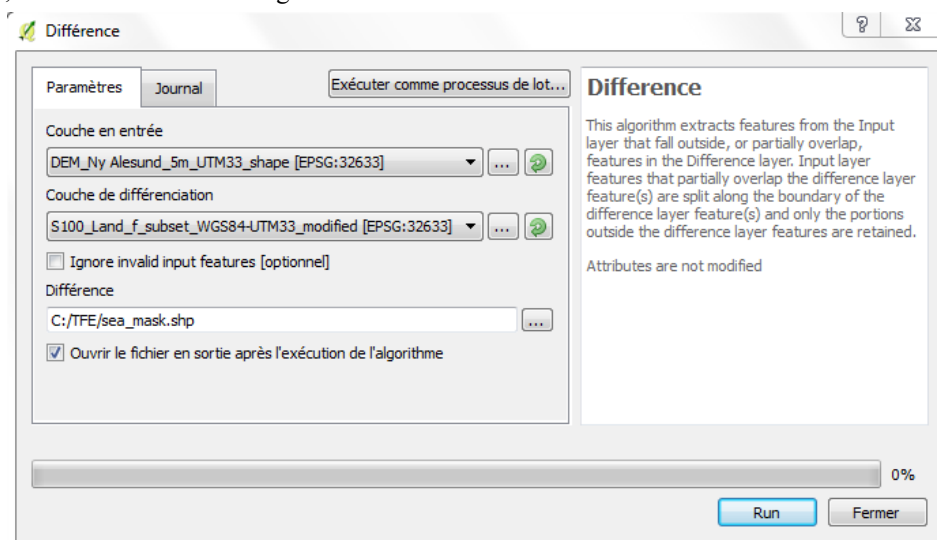 Différence
Paramètres
Journal
Exécuter comme processus de lot...
Couche en entrée
DEM_Ny Alesund_5m_UTM33_shape [EPSG:32633]
...
Couche de différenciation
S100_Land_f_subset_WGS84-UTM33_modified [EPSG:32633]
...
Ignore invalid input features [optionnel]
Différence
C:/TFE/sea_mask.shp
...
Ouvrir le fichier en sortie après l'exécution de l'algorithme
Difference
This algorithm extracts features from the Input
layer that fall outside, or partially overlap,
features in the Difference layer. Input layer
features that partially overlap the difference layer
feature(s) are split along the boundary of the
difference layer feature(s) and only the portions
outside the difference layer features are retained.
Attributes are not modified
0%
Run
Fermer